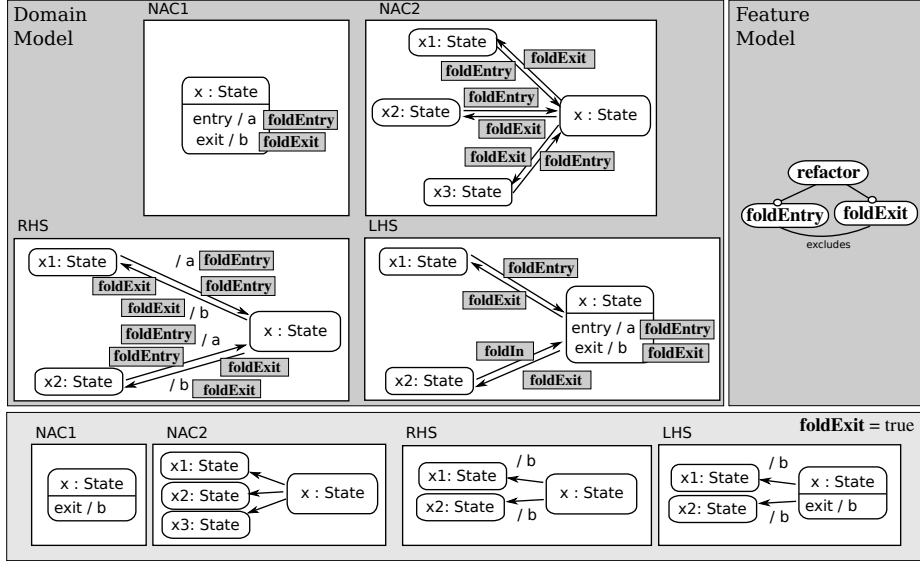 Domain
Model
NAC1
x : State
entry / a foldEntry
exit / b foldExit
NAC2
x1: State
foldExit
foldEntry
foldEntry
x2: State
x : State
foldExit
foldExit
foldEntry
x3: State
Feature
Model
refactor
foldEntry
foldExit
excludes
RHS
x1: State
/ a foldEntry
foldExit
foldEntry
foldExit / b
x : State
foldEntry / a
foldEntry
foldExit
x2: State
/ b foldExit
LHS
x1: State
foldEntry
foldExit
x : State
entry / a foldEntry
exit / b foldExit
foldIn
x2: State
foldExit
foldExit = true
NAC1
x : State
exit / b
NAC2
x1: State
x2: State
x : State
x3: State
RHS
/ b
x1: State
x : State
x2: State
/ b
LHS
/ b
x1: State
x : State
x2: State
exit / b
/ b